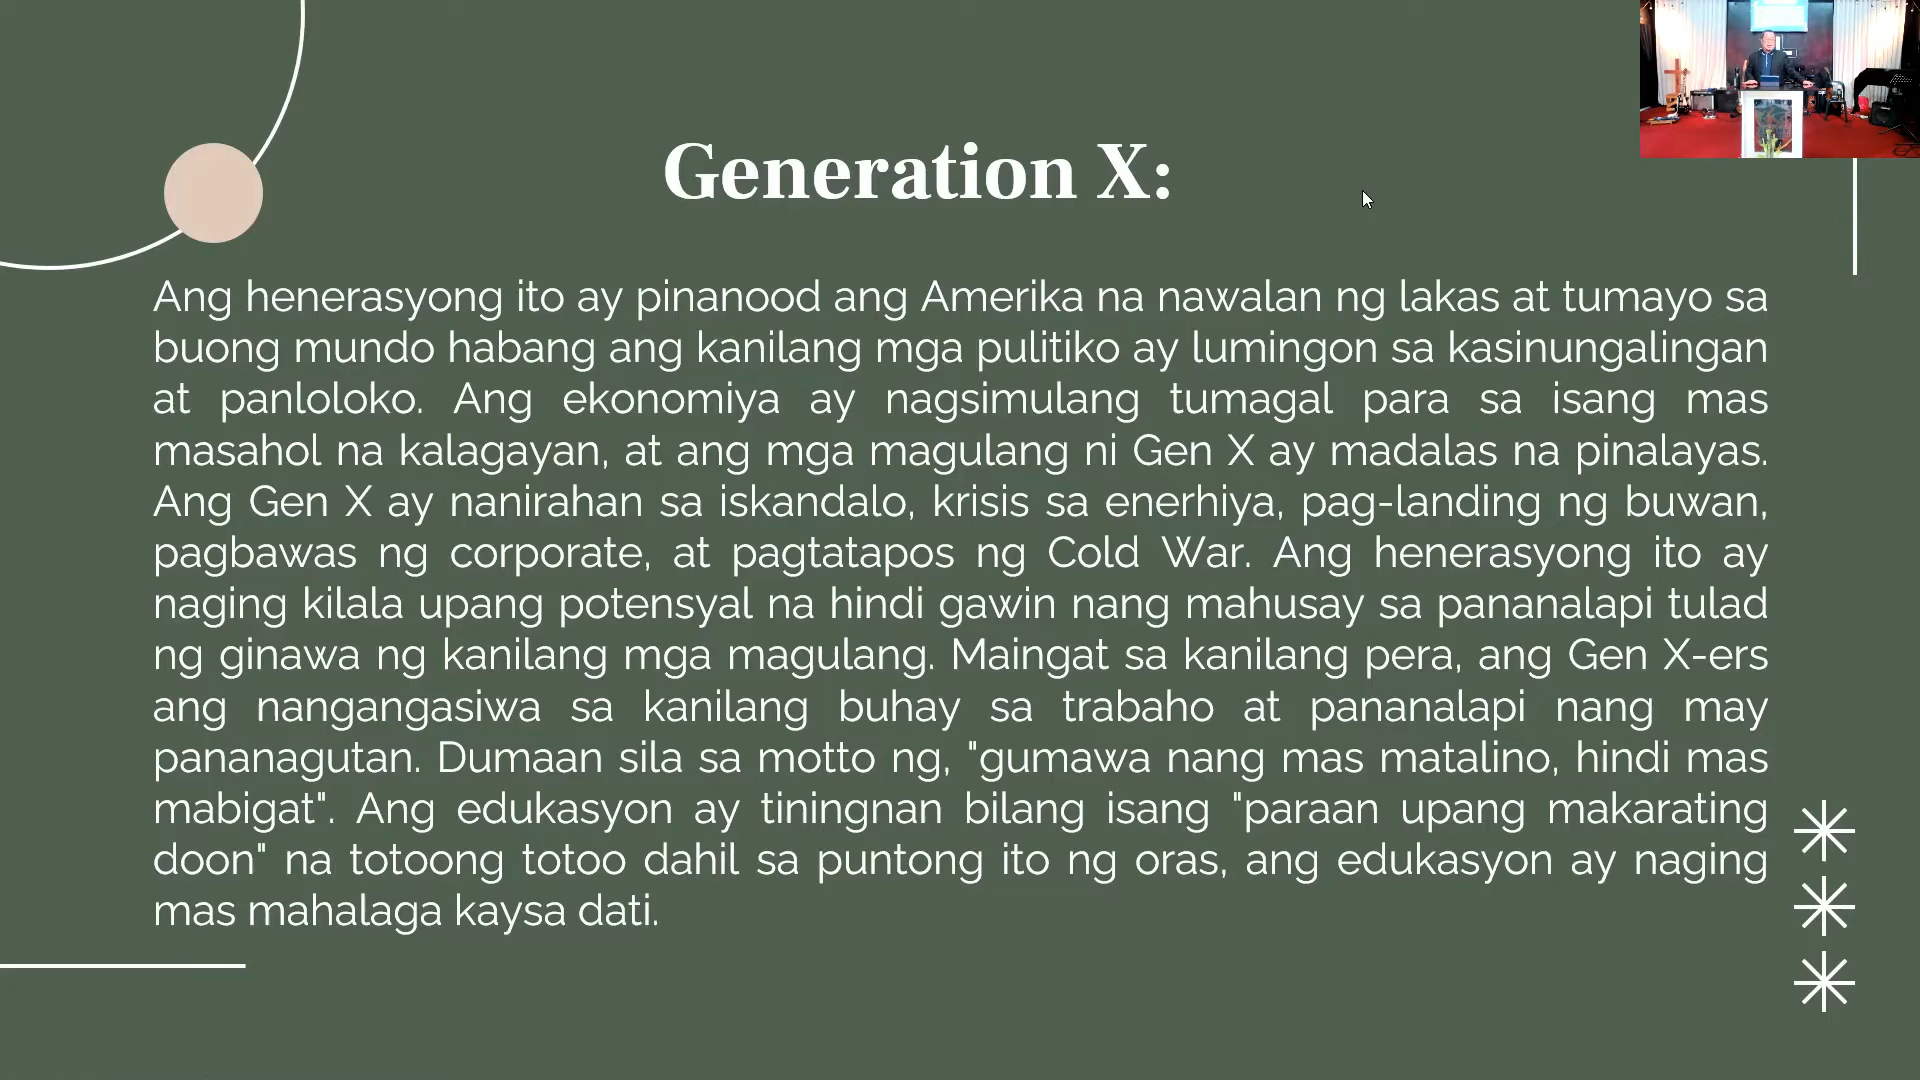 Generation X:
Ang henerasyong ito ay pinanood ang Amerika na nawalan ng lakas at tumayo sa
buong mundo habang ang kanilang mga pulitiko ay lumingon sa kasinungalingan
at panloloko. Ang ekonomiya ay nagsimulang tumagal para sa isang mas
masahol na kalagayan, at ang mga magulang ni Gen X ay madalas na pinalayas.
Ang Gen X ay nanirahan sa iskandalo, krisis sa enerhiya, pag-landing ng buwan,
pagbawas ng corporate, at pagtatapos ng Cold War. Ang henerasyong ito ay
naging kilala upang potensyal na hindi gawin nang mahusay sa pananalapi tulad
ng ginawa ng kanilang mga magulang. Maingat sa kanilang pera, ang Gen X-ers
ang nangangasiwa sa kanilang buhay sa trabaho at pananalapi nang may
pananagutan. Dumaan sila sa motto ng, "gumawa nang mas matalino, hindi mas
mabigat". Ang edukasyon ay tiningnan bilang isang "paraan upang makarating
doon" na totoong totoo dahil sa puntong ito ng oras, ang edukasyon ay naging
mas mahalaga kaysa dati.